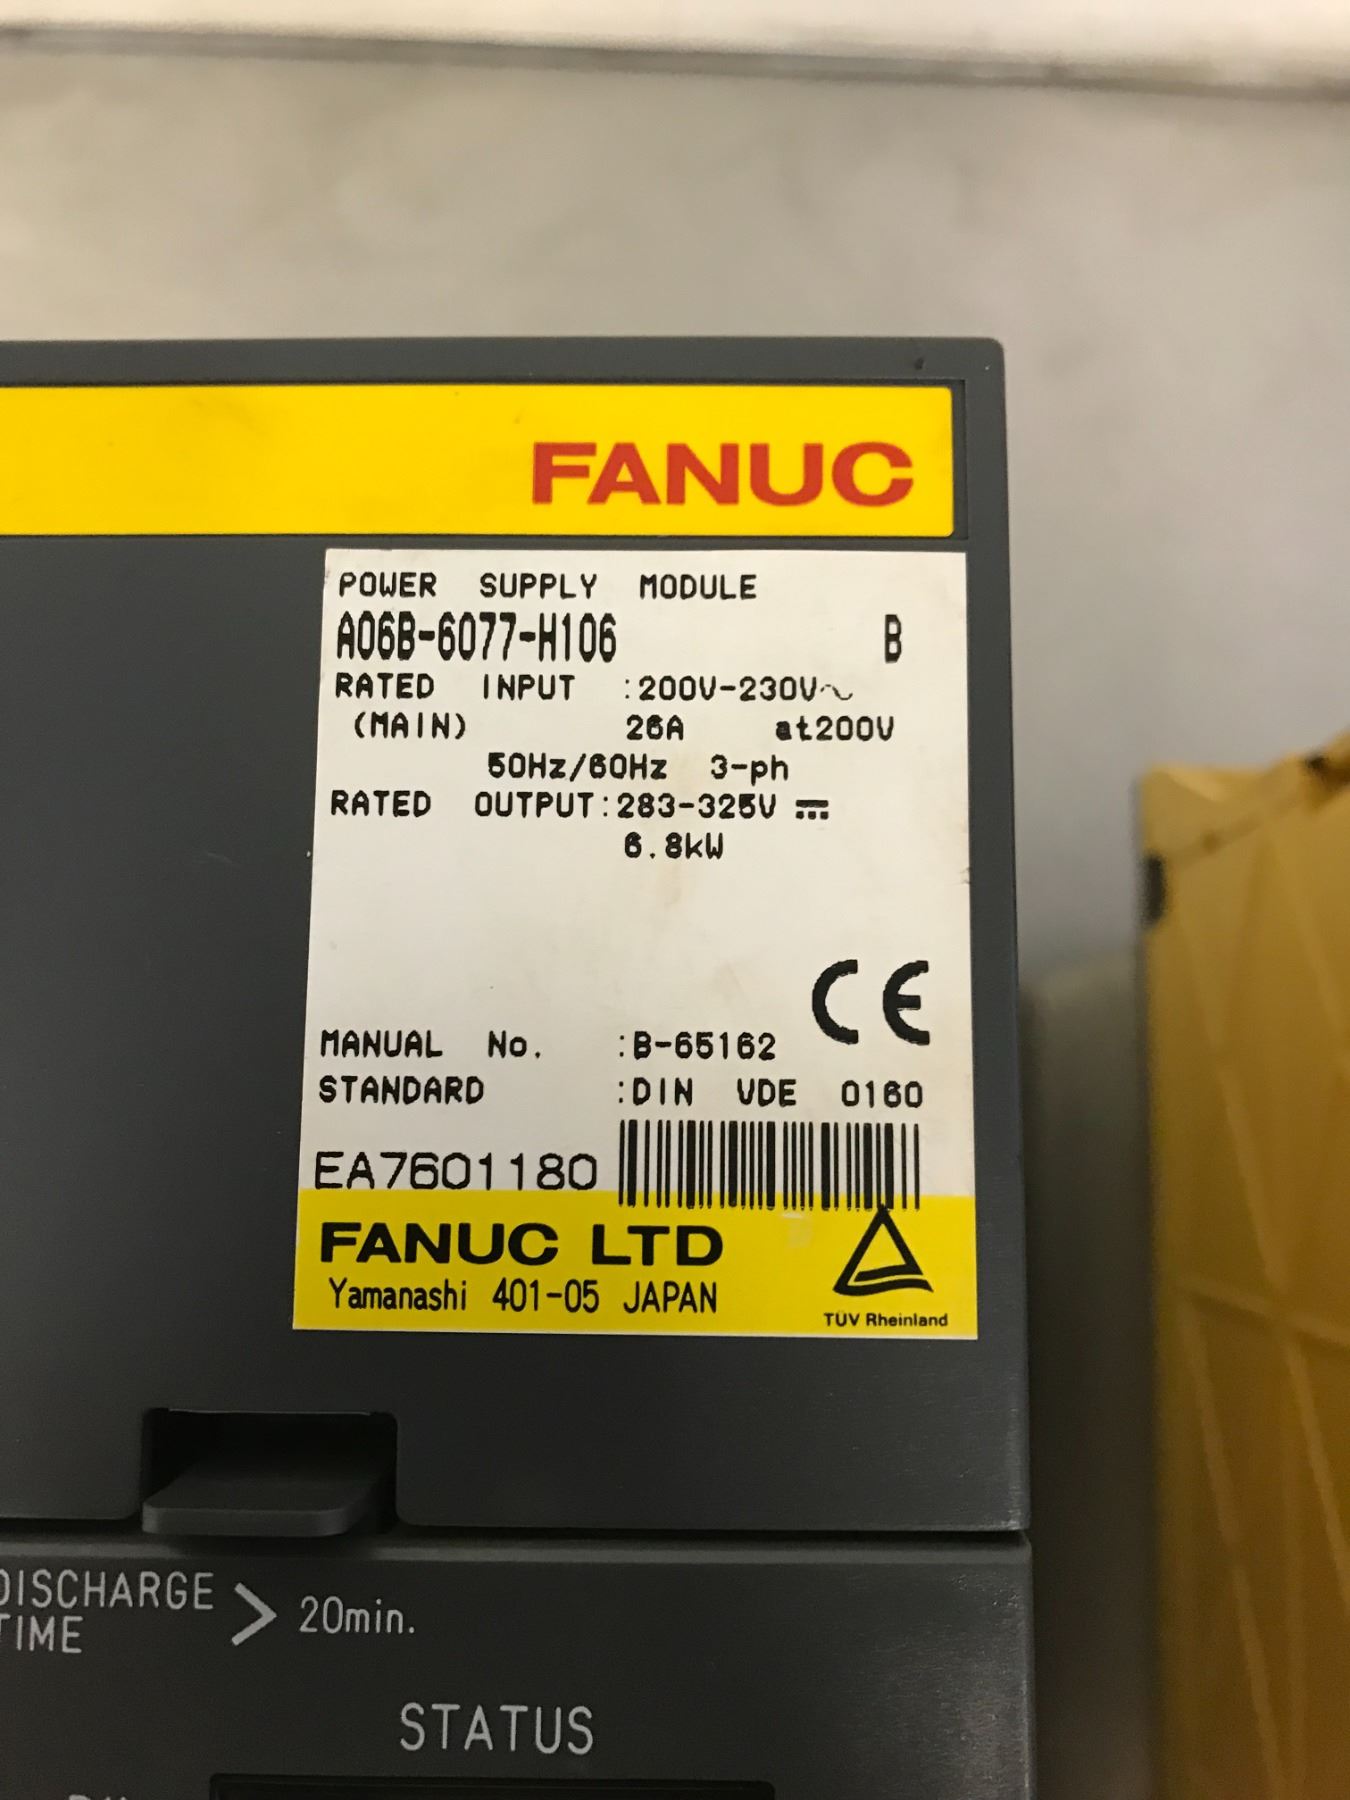 FANUC
POWER SUPPLY MODULE
A06B-6077-H106 B
RATED INPUT :200V-230V~
(MAIN) 26A at200V
50Hz/60Hz 3-ph
RATED OUTPUT:283-325V ⎓
6.8kW
CE
MANUAL No. :B-65162
STANDARD :DIN VDE 0160
EA7601180
FANUC LTD
Yamanashi 401-05 JAPAN
TÜV Rheinland
DISCHARGE
TIME > 20min.
STATUS